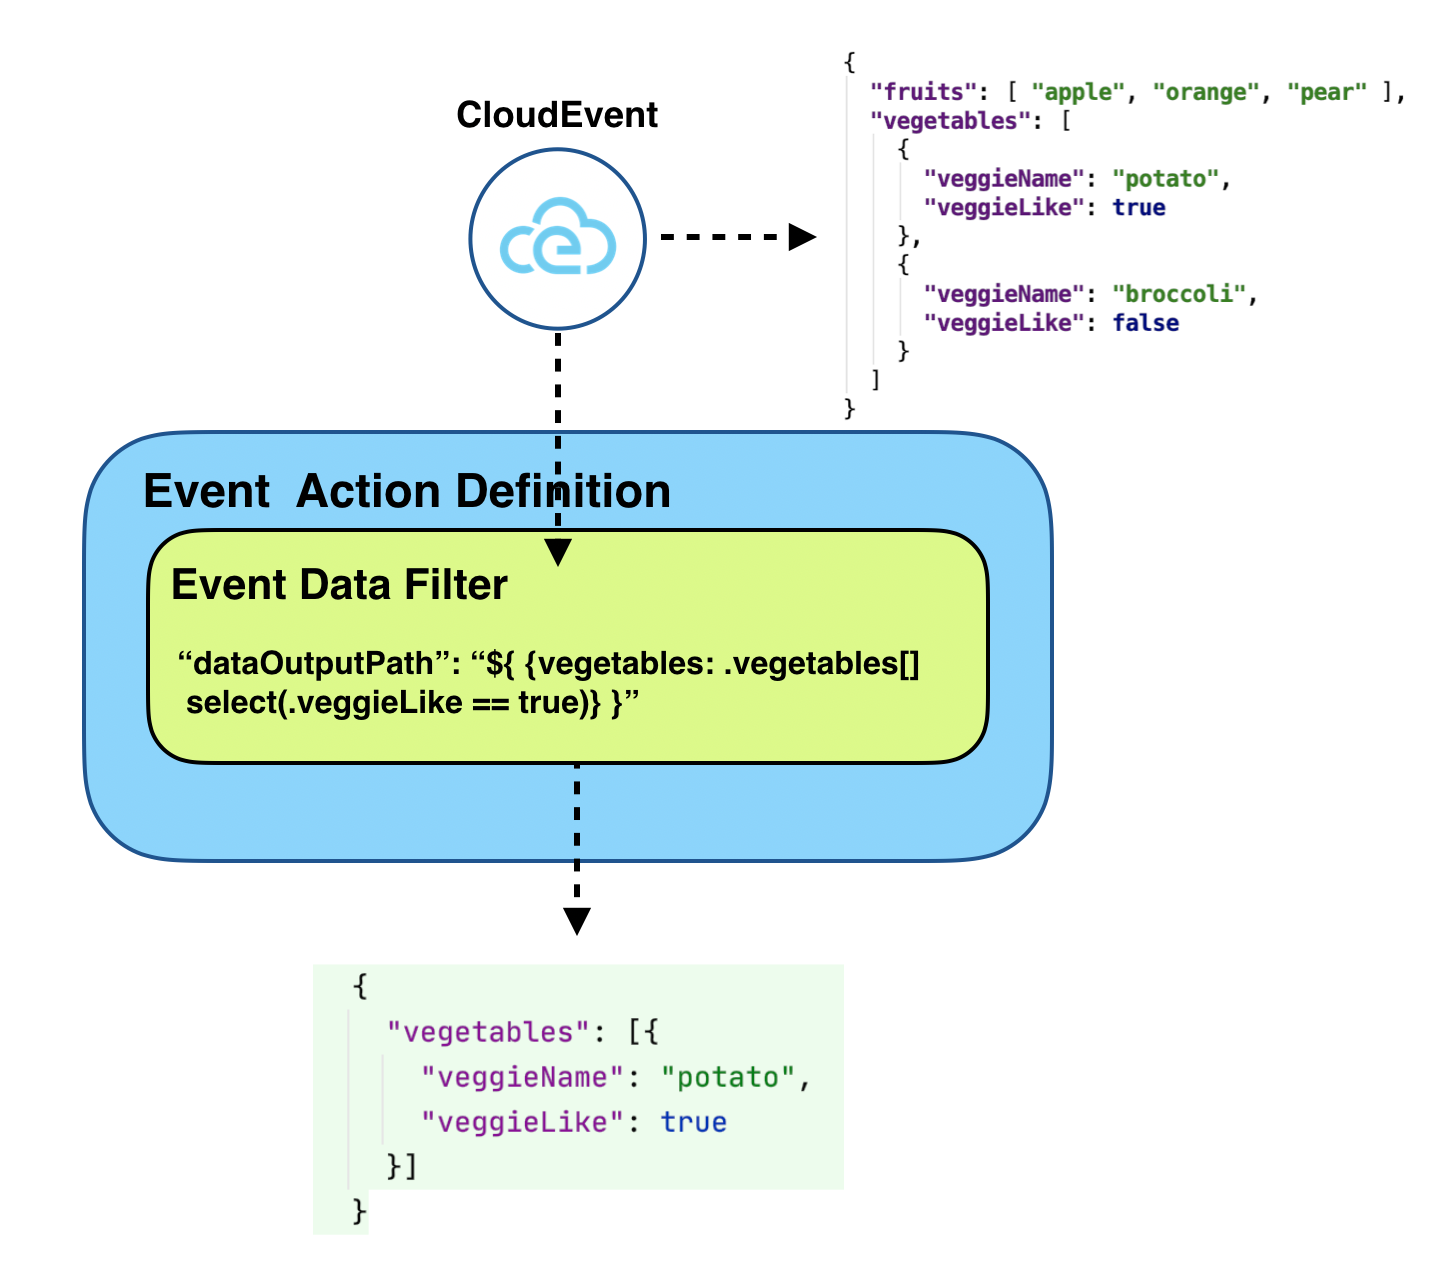 CloudEvent
{
"fruits": [ "apple", "orange", "pear" ],
"vegetables": [
{
"veggieName": "potato",
"veggieLike": true
},
{
"veggieName": "broccoli",
"veggieLike": false
}
]
}
Event  Action Definition
Event Data Filter
“dataOutputPath”: “${ {vegetables: .vegetables[]
select(.veggieLike == true)} }”
{
"vegetables": [{
"veggieName": "potato",
"veggieLike": true
}]
}